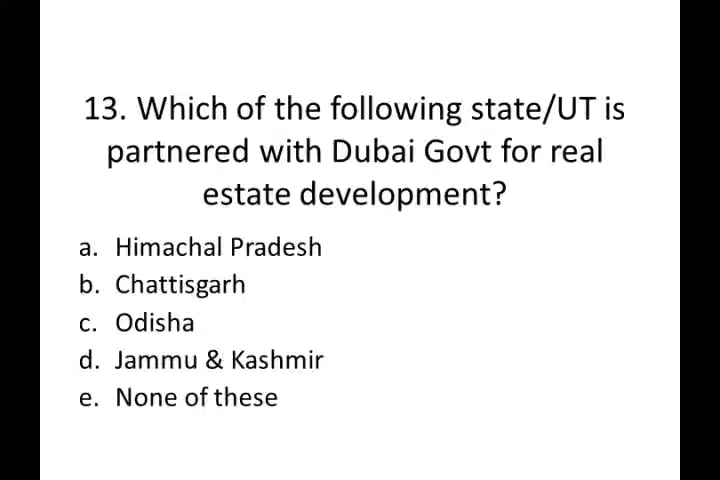 13. Which of the following state/UT is
partnered with Dubai Govt for real
estate development?
a. Himachal Pradesh
b. Chattisgarh
c. Odisha
d. Jammu & Kashmir
e. None of these